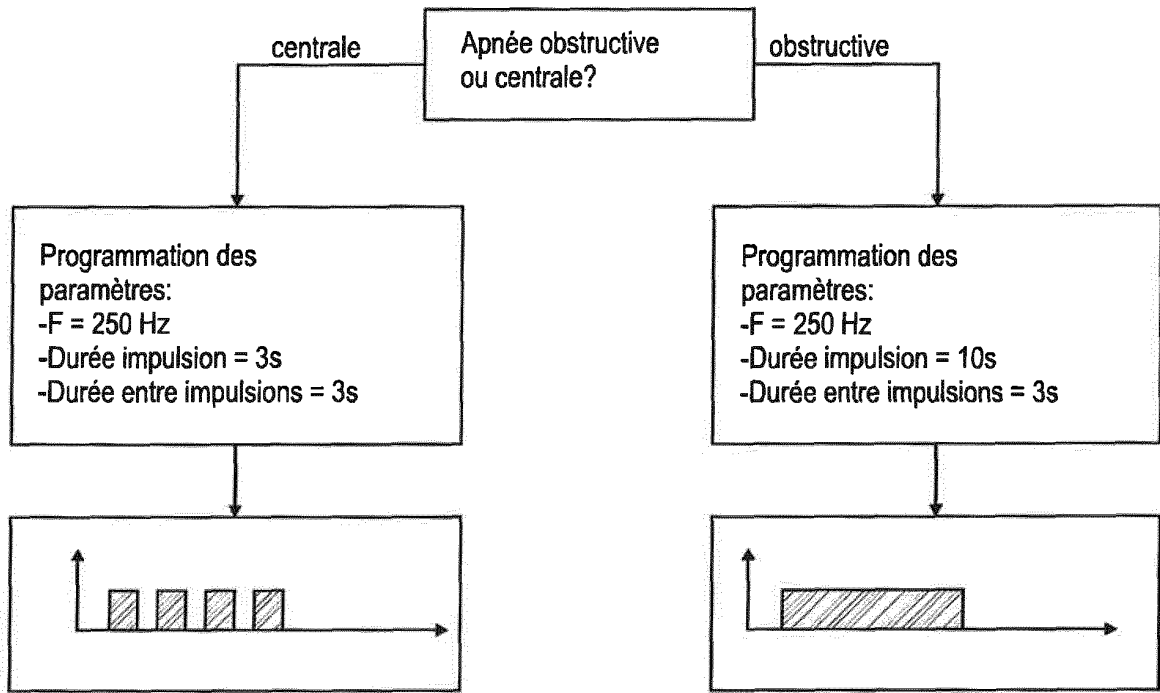 Apnée obstructive
ou centrale?
centrale
obstructive
Programmation des
paramètres:
-F = 250 Hz
-Durée impulsion = 3s
-Durée entre impulsions = 3s
Programmation des
paramètres:
-F = 250 Hz
-Durée impulsion = 10s
-Durée entre impulsions = 3s